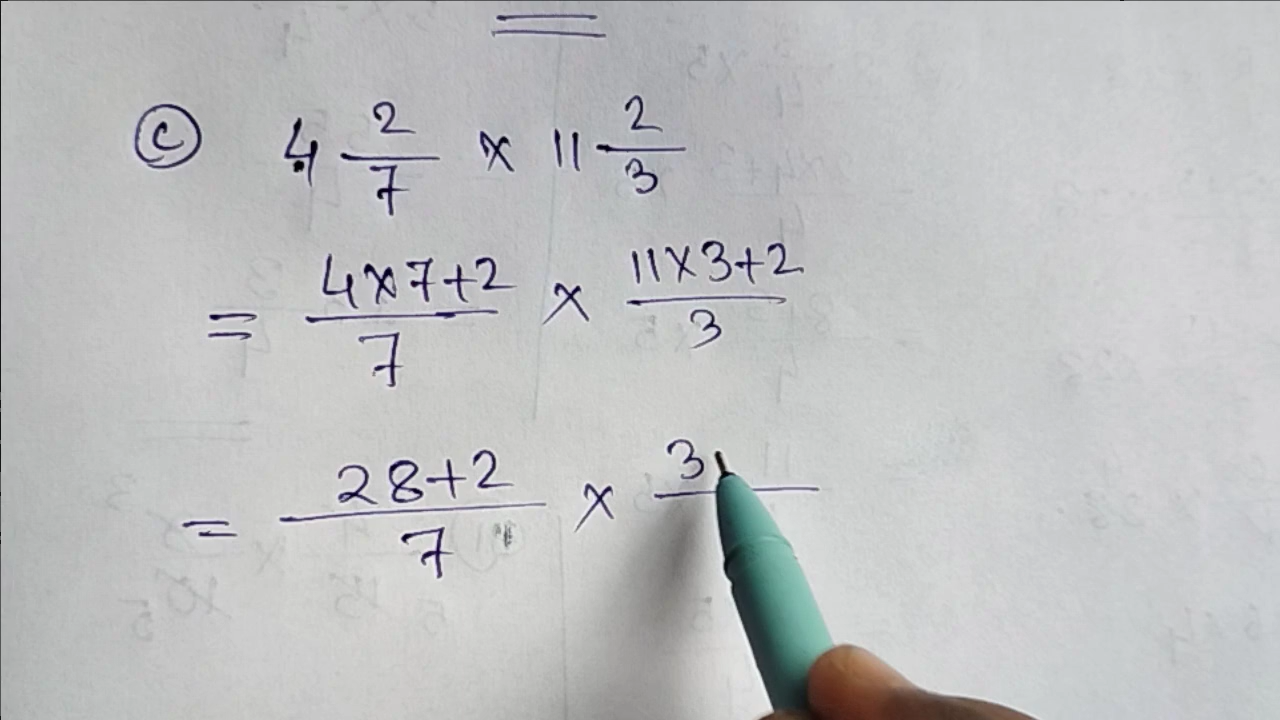 ⓒ 4 2/7 × 11 2/3
= 4×7+2/7 × 11×3+2/3
= 28+2/7 × 3